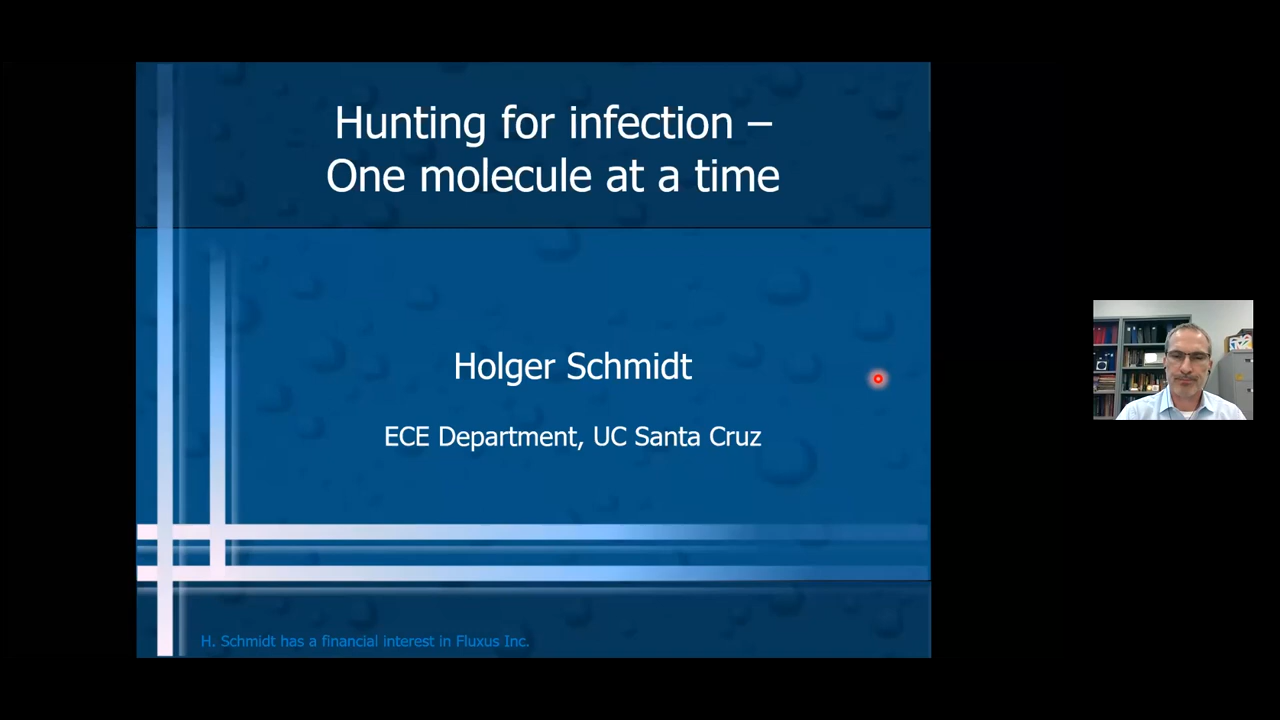 Hunting for infection –
One molecule at a time
Holger Schmidt
ECE Department, UC Santa Cruz
H. Schmidt has a financial interest in Fluxus Inc.